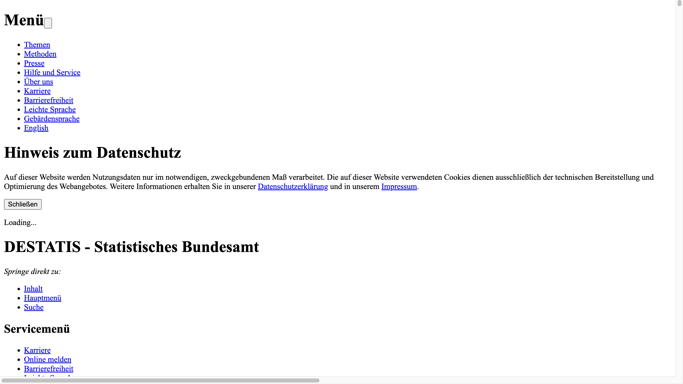 Menü
Themen
Methoden
Presse
Hilfe und Service
Über uns
Karriere
Barrierefreiheit
Leichte Sprache
Gebärdensprache
English
Hinweis zum Datenschutz
Auf dieser Website werden Nutzungsdaten nur im notwendigen, zweckgebundenen Maß verarbeitet. Die auf dieser Website verwendeten Cookies dienen ausschließlich der technischen Bereitstellung und
Optimierung des Webangebotes. Weitere Informationen erhalten Sie in unserer Datenschutzerklärung und in unserem Impressum.
Schließen
Loading...
DESTATIS - Statistisches Bundesamt
Springe direkt zu:
Inhalt
Hauptmenü
Suche
Servicemenü
Karriere
Online melden
Barrierefreiheit